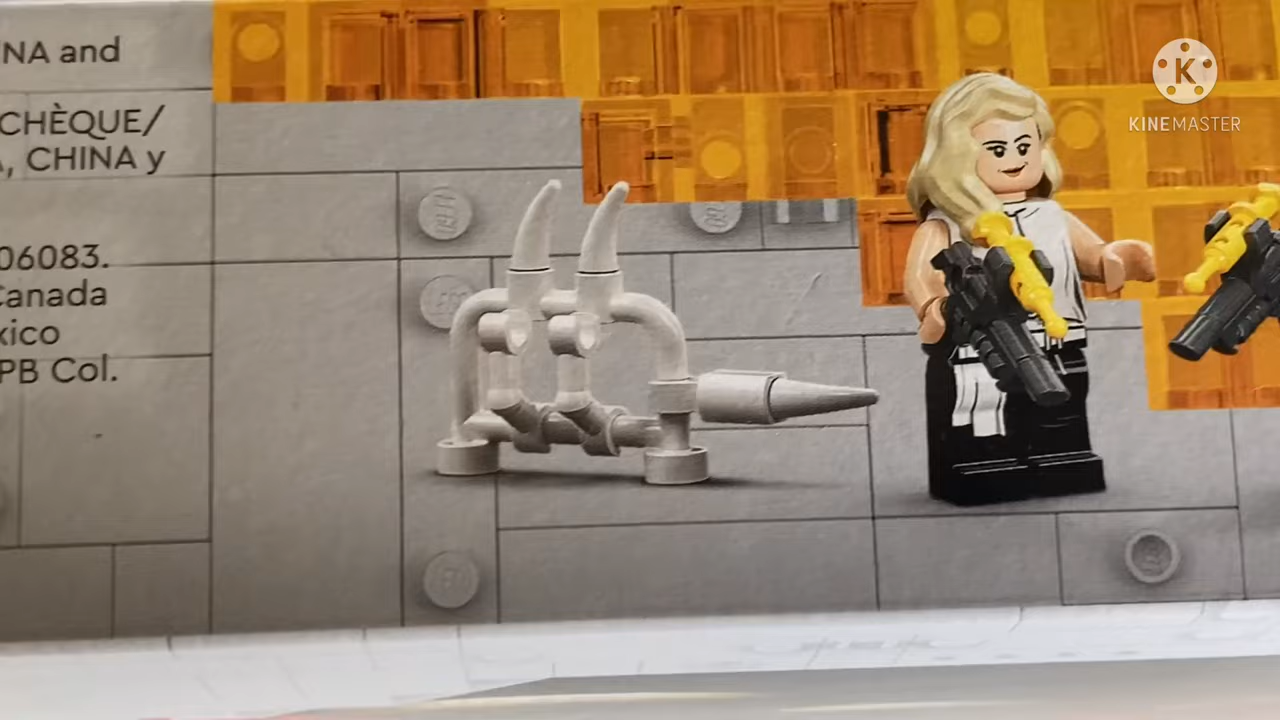 NA and
CHÈQUE/
A, CHINA y
06083.
Canada
xico
PB Col.
K
KINEMASTER